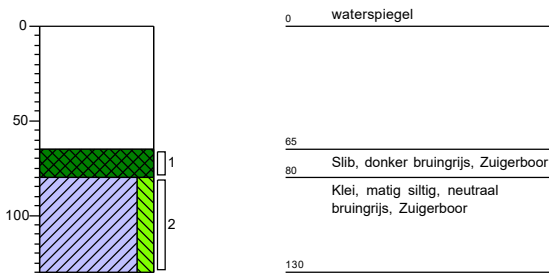 0
50
100
1
2
0
waterspiegel
65
Slib, donker bruingrijs, Zuigerboor
80
Klei, matig siltig, neutraal
bruingrijs, Zuigerboor
130